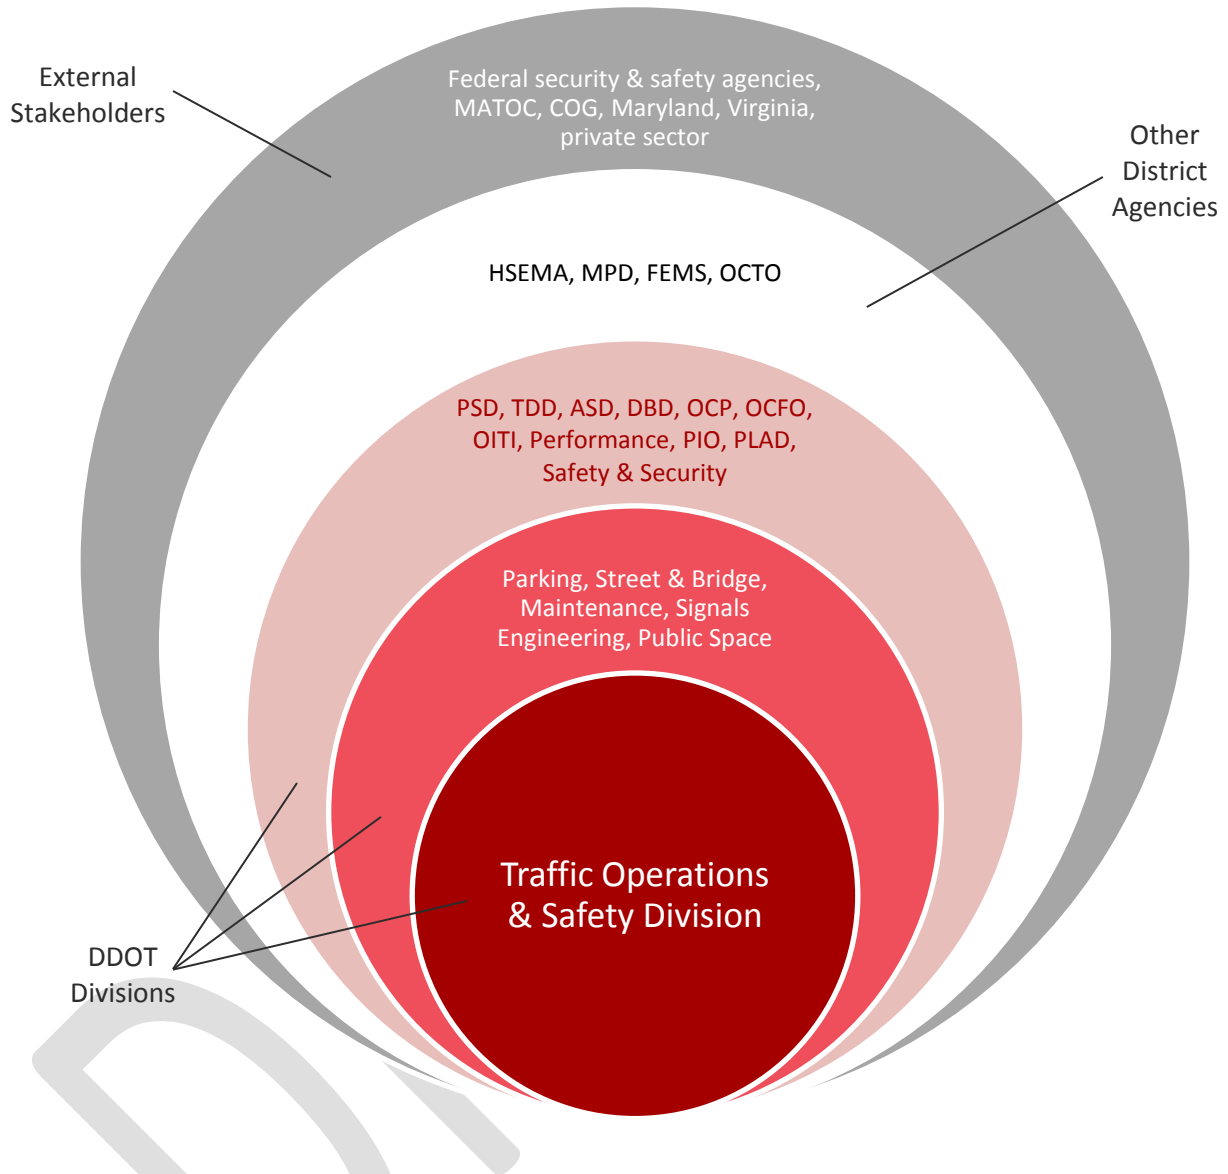 External
Stakeholders
Federal security & safety agencies,
MATOC, COG, Maryland, Virginia,
private sector
Other
District
Agencies
HSEMA, MPD, FEMS, OCTO
PSD, TDD, ASD, DBD, OCP, OCFO,
OITI, Performance, PIO, PLAD,
Safety & Security
Parking, Street & Bridge,
Maintenance, Signals
Engineering, Public Space
Traffic Operations
& Safety Division
DDOT
Divisions